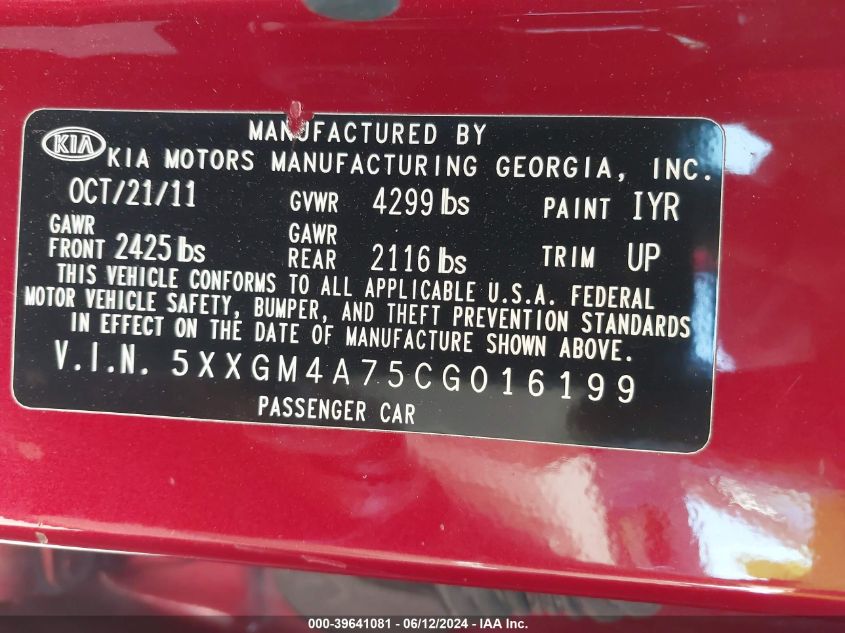 KIA
MANUFACTURED BY
KIA MOTORS MANUFACTURING GEORGIA, INC.
OCT/21/11 GVWR 4299 lbs PAINT IYR
GAWR FRONT 2425 lbs GAWR REAR 2116 lbs TRIM UP
THIS VEHICLE CONFORMS TO ALL APPLICABLE U.S.A. FEDERAL
MOTOR VEHICLE SAFETY, BUMPER, AND THEFT PREVENTION STANDARDS
IN EFFECT ON THE DATE OF MANUFACTURE SHOWN ABOVE.
V.I.N. 5XXGM4A75CG016199
PASSENGER CAR
000-39641081 - 06/12/2024 - IAA Inc.